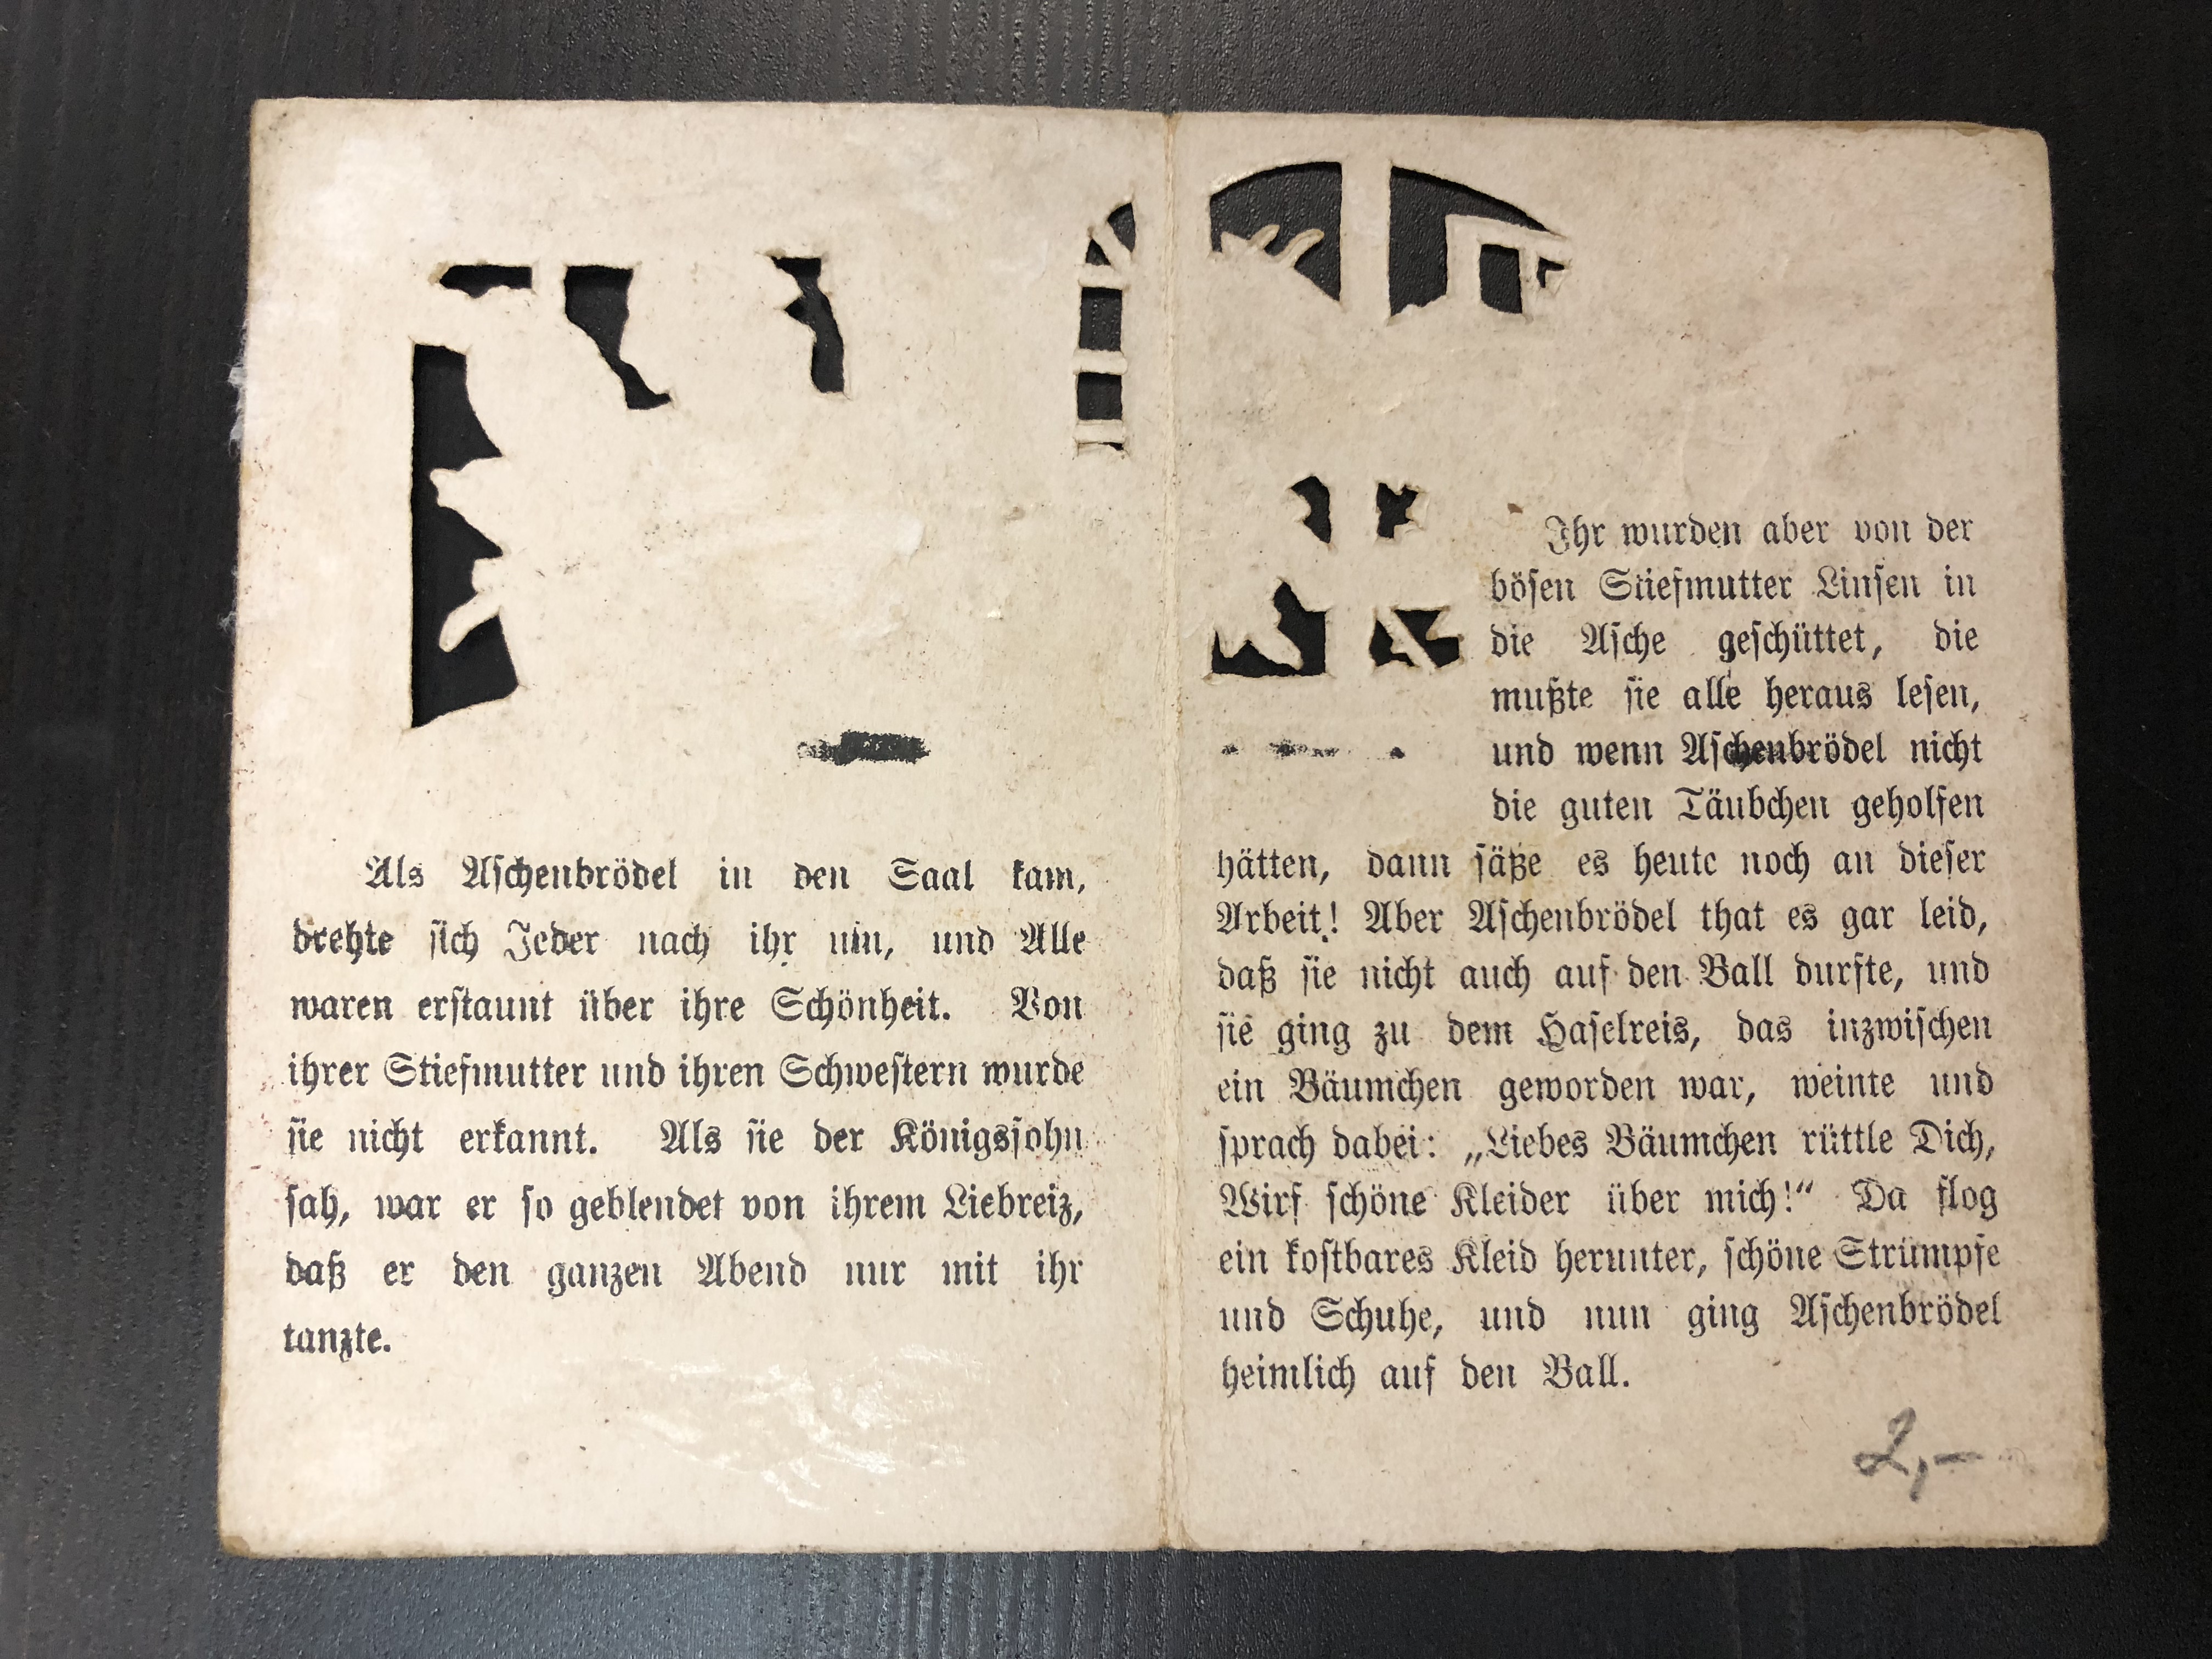 Als Aschenbrödel in den Saal kam,
drehte sich Jeder nach ihr um, und Alle
waren erstaunt über ihre Schönheit. Von
ihrer Stiefmutter und ihren Schwestern wurde
sie nicht erkannt. Als sie der Königssohn
sah, war er so geblendet von ihrem Liebreiz,
daß er den ganzen Abend nur mit ihr
tanzte.
Ihr wurden aber von der
bösen Stiefmutter Linsen in
die Asche geschüttet, die
mußte sie alle heraus lesen,
und wenn Aschenbrödel nicht
die guten Täubchen geholfen
hätten, dann säße es heute noch an dieser
Arbeit! Aber Aschenbrödel that es gar leid,
daß sie nicht auch auf den Ball durfte, und
sie ging zu dem Haselreis, das inzwischen
ein Bäumchen geworden war, weinte und
sprach dabei: „Liebes Bäumchen rüttle Dich,
Wirf schöne Kleider über mich!“ Da flog
ein kostbares Kleid herunter, schöne Strümpfe
und Schuhe, und nun ging Aschenbrödel
heimlich auf den Ball.
2,-